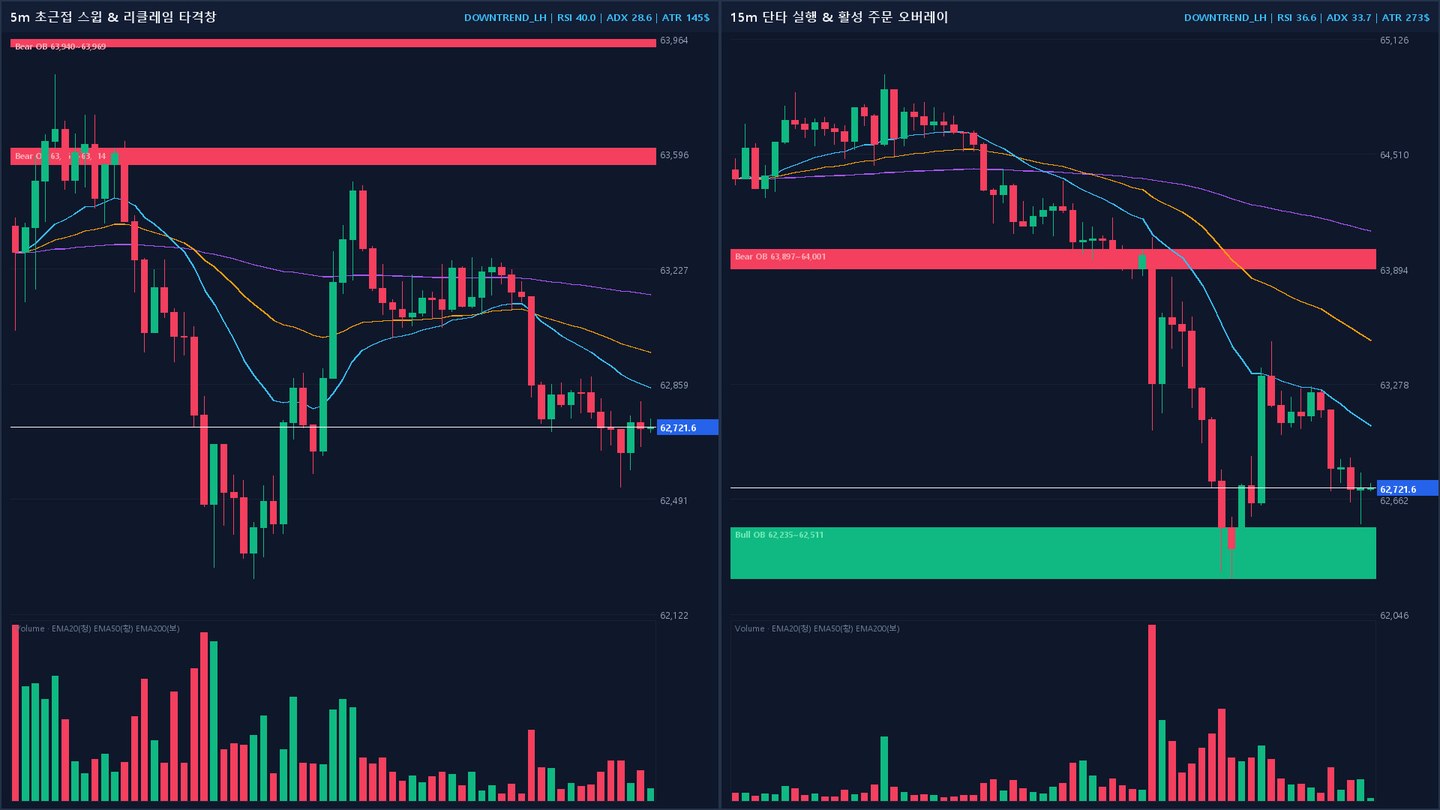 5m 초근접 스윕 & 리클레임 타격창
DOWNTREND_LH | RSI 40.0 | ADX 28.6 | ATR 145$
Bear OB 63,940~63,969
63,964
63,596
63,227
62,859
62,721.6
62,491
62,122
Volume · EMA20(청) EMA50(황) EMA200(보)
15m 단타 실행 & 활성 주문 오버레이
DOWNTREND_LH | RSI 36.6 | ADX 33.7 | ATR 273$
65,126
64,510
Bear OB 63,897~64,001
63,894
63,278
62,721.6
62,662
Bull OB 62,235~62,511
62,046
Volume · EMA20(청) EMA50(황) EMA200(보)